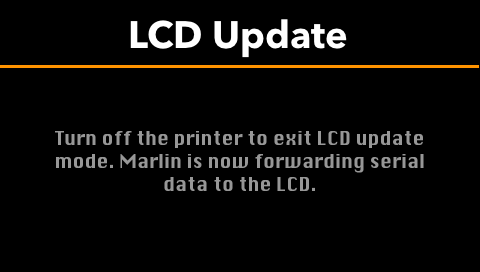 LCD Update
Turn off the printer to exit LCD update
mode. Marlin is now forwarding serial
data to the LCD.